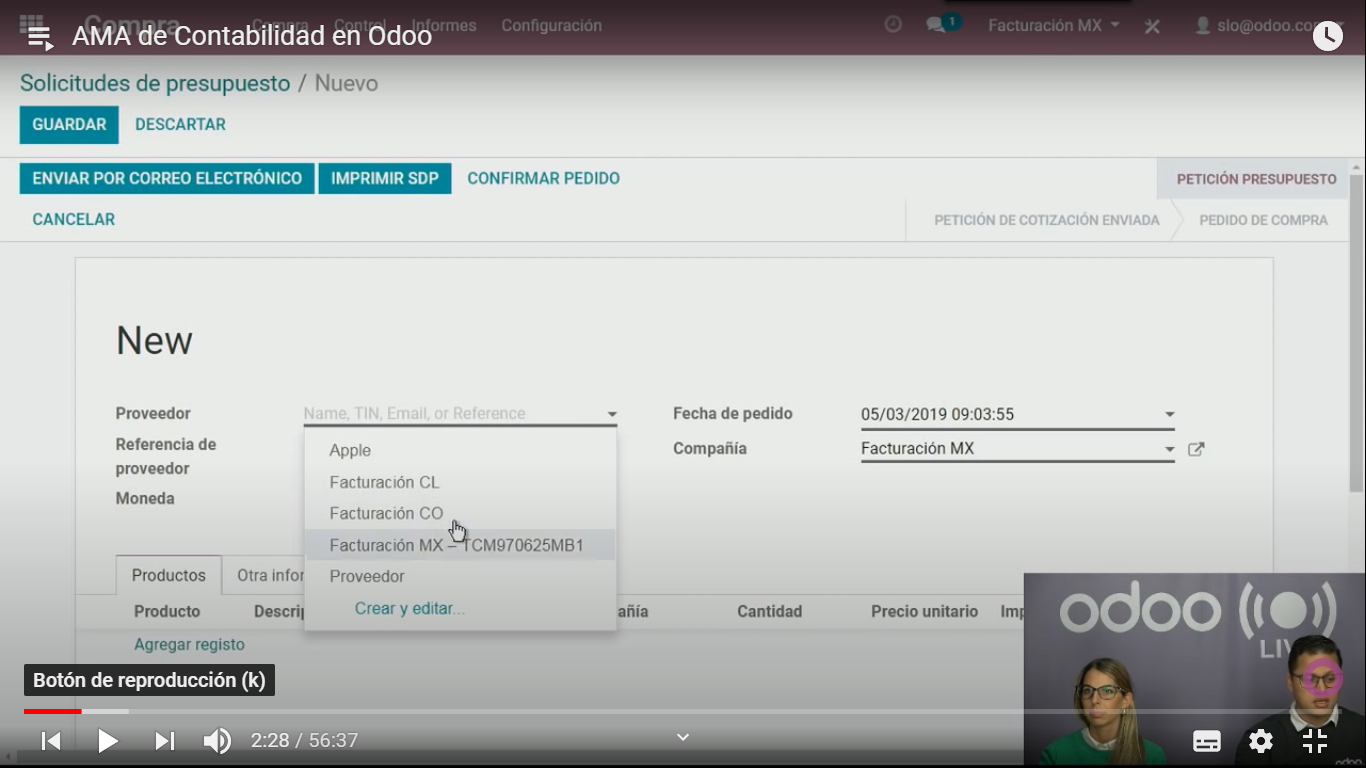 Compra Compra Control Informes Configuración 1 Facturación MX slo@odoo.co
AMA de Contabilidad en Odoo
Solicitudes de presupuesto / Nuevo
GUARDAR DESCARTAR
ENVIAR POR CORREO ELECTRÓNICO IMPRIMIR SDP CONFIRMAR PEDIDO PETICIÓN PRESUPUESTO
CANCELAR PETICIÓN DE COTIZACIÓN ENVIADA PEDIDO DE COMPRA
New
Proveedor Name, TIN, Email, or Reference Fecha de pedido 05/03/2019 09:03:55
Referencia de proveedor Compañía Facturación MX
Moneda
Apple
Facturación CL
Facturación CO
Facturación MX – TCM970625MB1
Proveedor
Crear y editar...
Productos Otra infor
Producto Descrip añía Cantidad Precio unitario Imp
Agregar registo
odoo
LIV
Botón de reproducción (k)
2:28 / 56:37
odoo